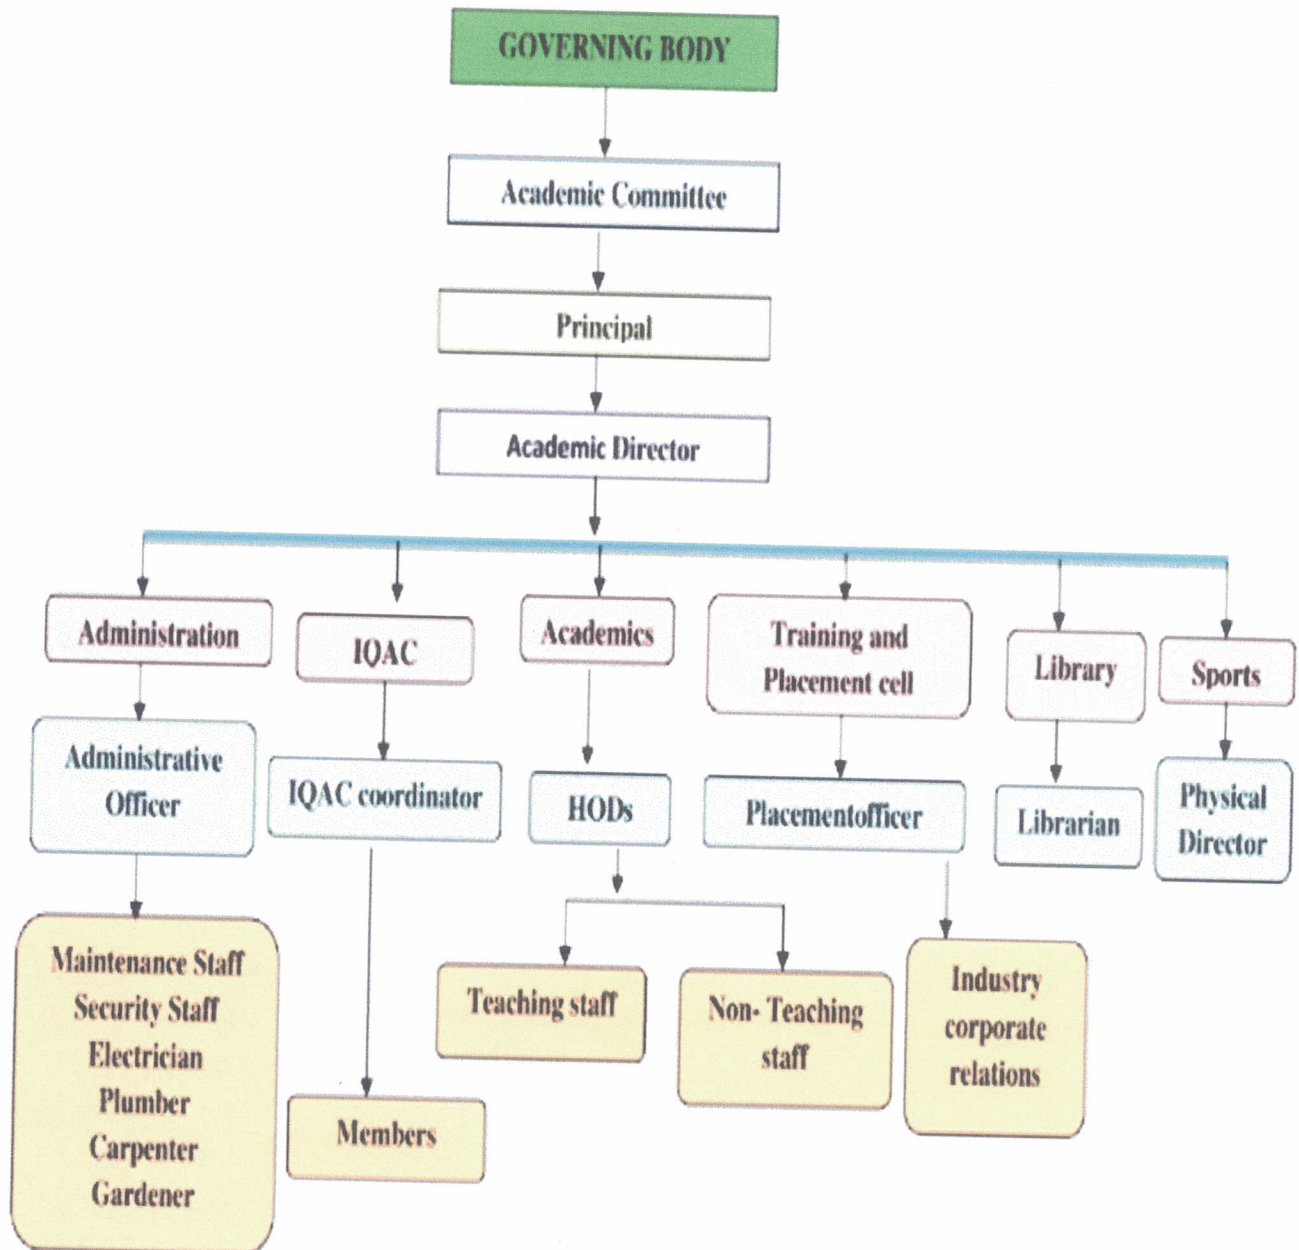 GOVERNING BODY
Academic Committee
Principal
Academic Director
Administration
IQAC
Academics
Training and
Placement cell
Library
Sports
Administrative
Officer
IQAC coordinator
HODs
Placementofficer
Librarian
Physical
Director
Maintenance Staff
Security Staff
Electrician
Plumber
Carpenter
Gardener
Members
Teaching staff
Non- Teaching
staff
Industry
corporate
relations